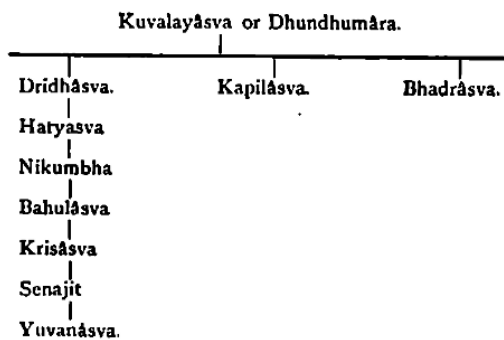 Kuvalayâsva or Dhundhumâra.
Dridhâsva. Kapilâsva. Bhadrâsva.
Haryasva
Nikumbha
Bahulâsva
Krisâsva
Senajit
Yuvanâsva.